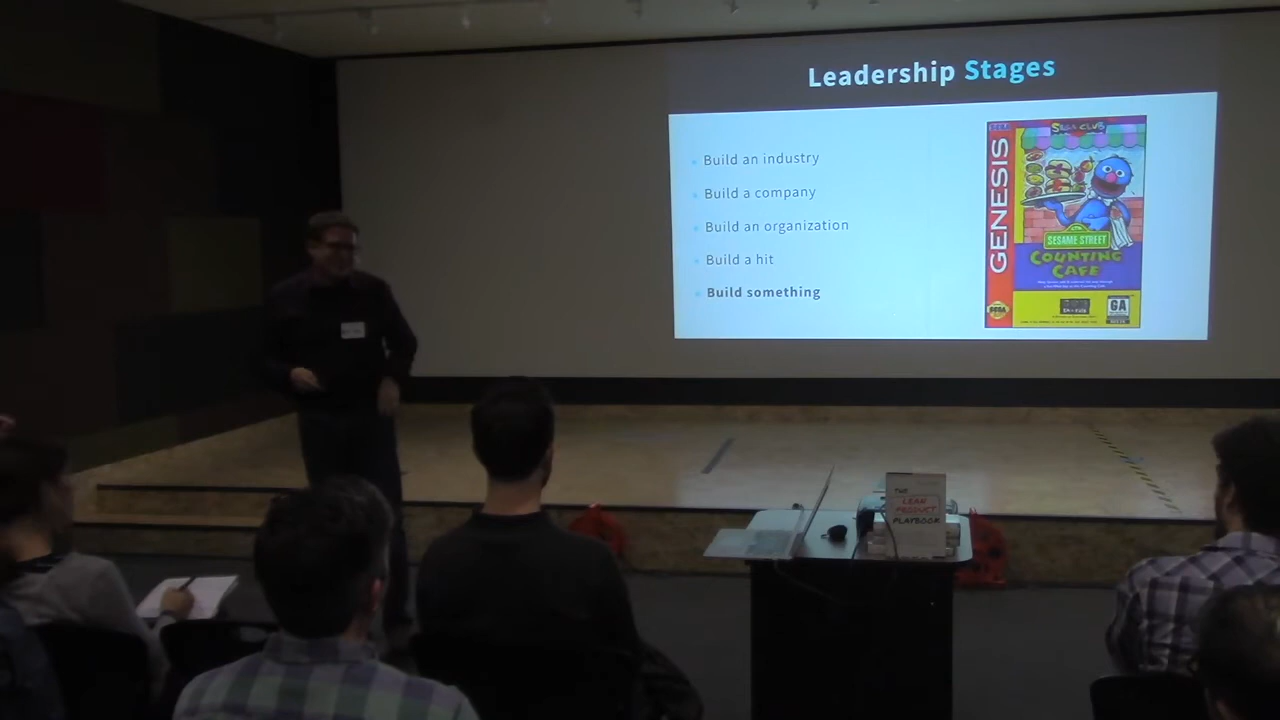 Leadership Stages
Build an industry
Build a company
Build an organization
Build a hit
Build something
SEGA CLUB
GENESIS
SESAME STREET
COUNTING
CAFE
SEGA
GA
THE
LEAN
PRODUCT
PLAYBOOK